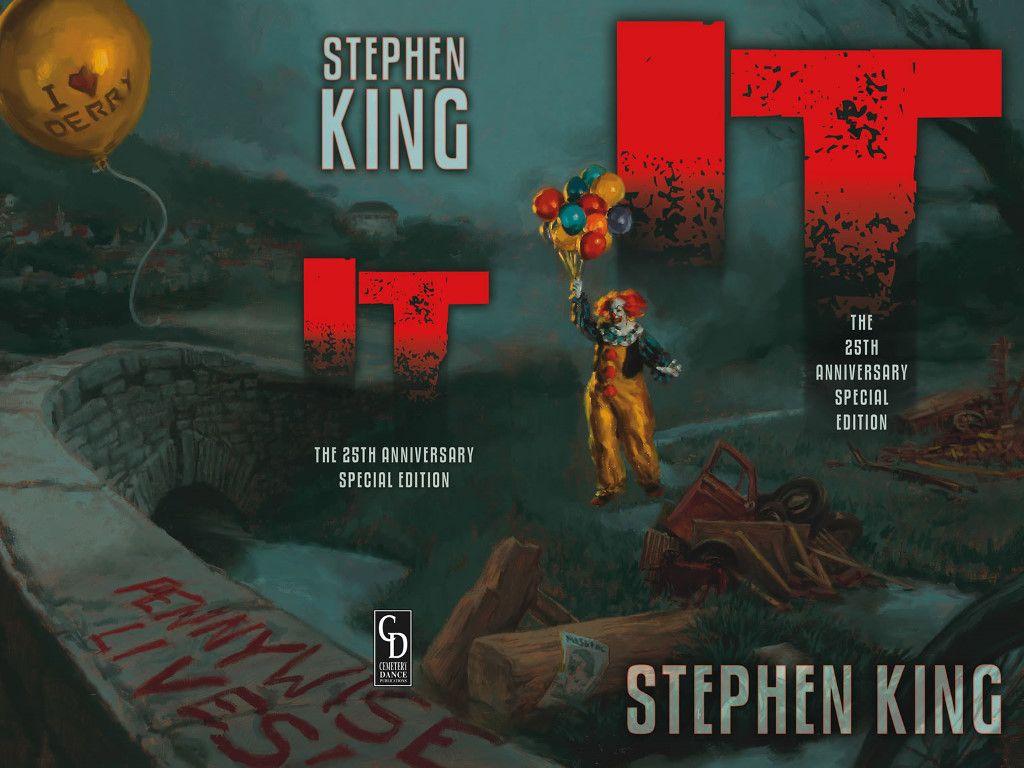 I ♥
DERRY
STEPHEN
KING
IT
THE 25TH ANNIVERSARY
SPECIAL EDITION
PENNYWISE
LIVES!
CD
CEMETERY
DANCE
PUBLICATIONS
IT
THE
25TH
ANNIVERSARY
SPECIAL
EDITION
MISSING
STEPHEN KING